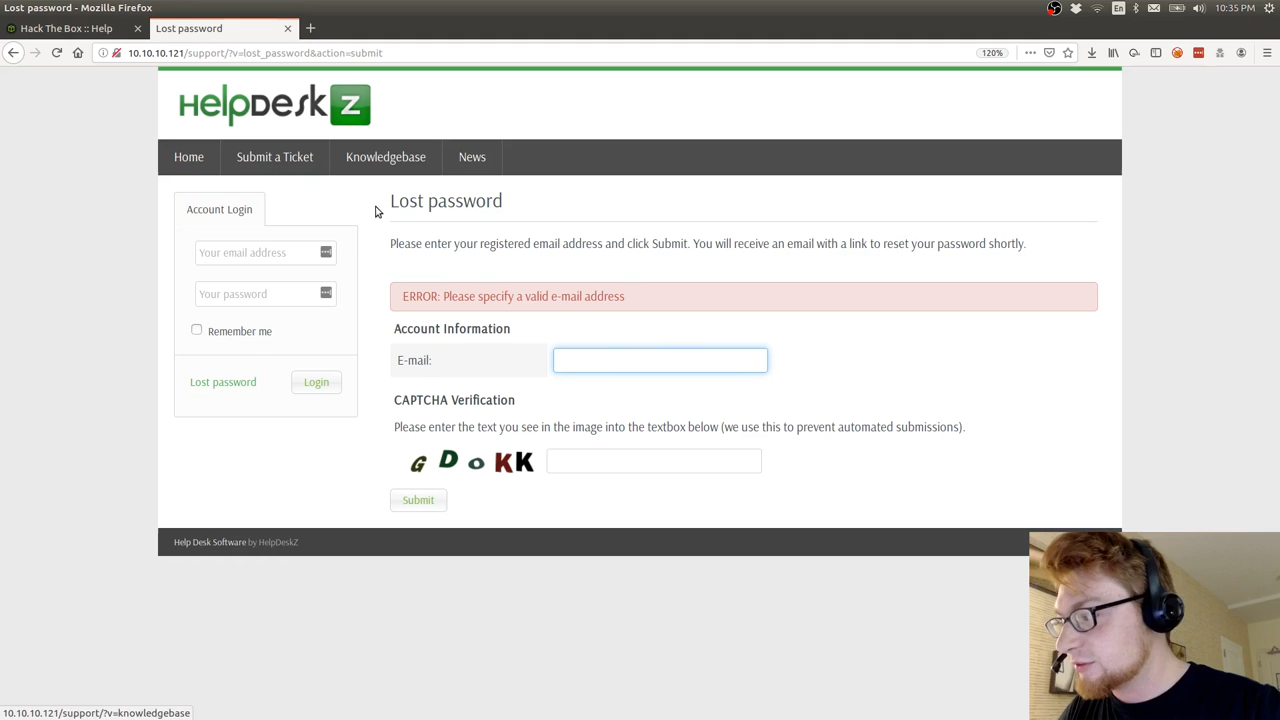 Lost password - Mozilla Firefox
En
10:35 PM
Hack The Box :: Help
Lost password
10.10.10.121/support/?v=lost_password&action=submit
120%
HelpDesk Z
Home
Submit a Ticket
Knowledgebase
News
Account Login
Your email address
Your password
Remember me
Lost password
Login
Lost password
Please enter your registered email address and click Submit. You will receive an email with a link to reset your password shortly.
ERROR: Please specify a valid e-mail address
Account Information
E-mail:
CAPTCHA Verification
Please enter the text you see in the image into the textbox below (we use this to prevent automated submissions).
G D o K K
Submit
Help Desk Software by HelpDeskZ
10.10.10.121/support/?v=knowledgebase